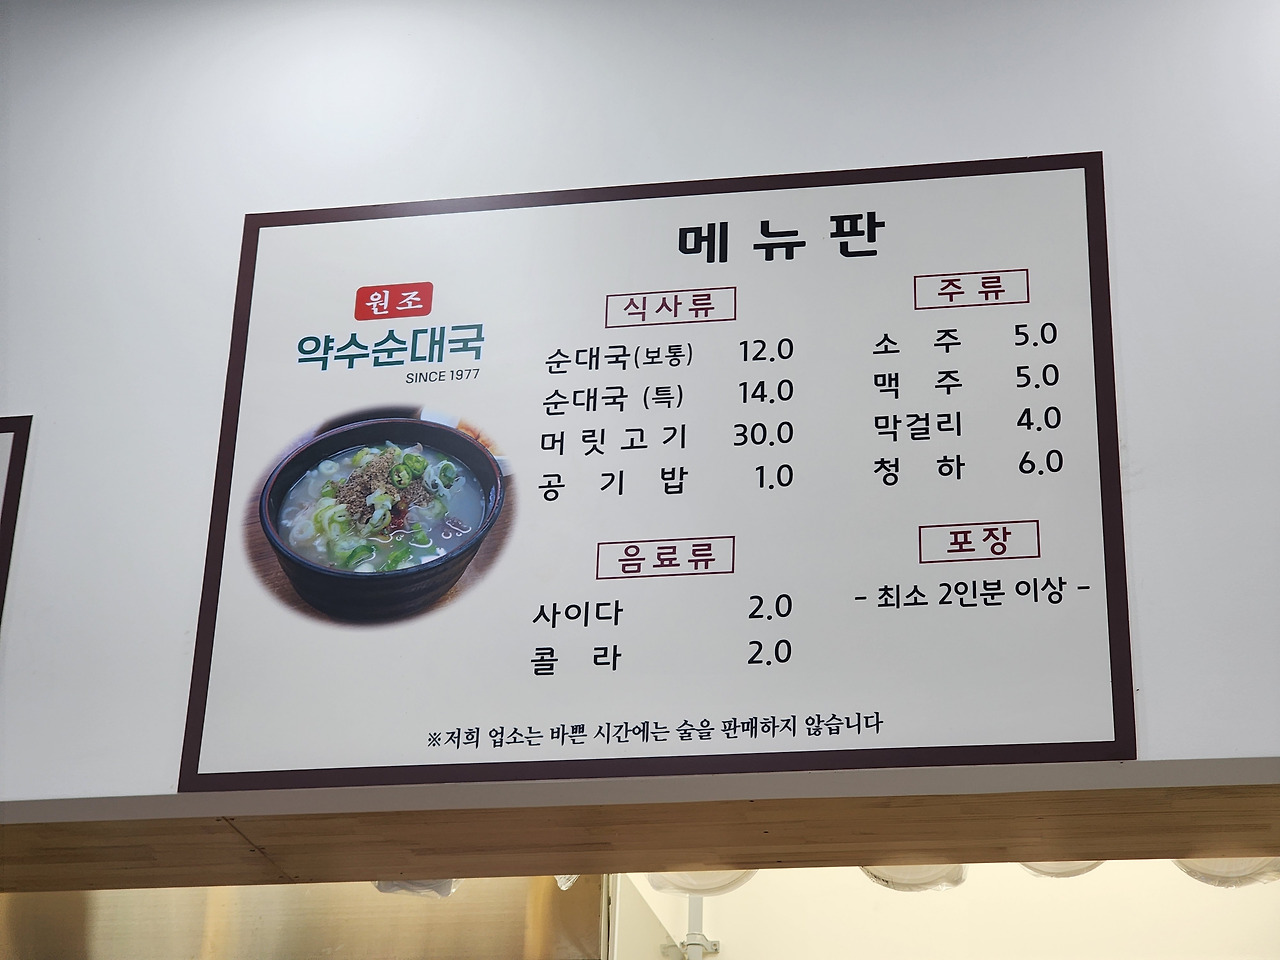 메뉴판
원조
약수순대국
SINCE 1977
식사류
순대국(보통) 12.0
순대국 (특) 14.0
머릿고기 30.0
공기밥 1.0
음료류
사이다 2.0
콜라 2.0
주류
소주 5.0
맥주 5.0
막걸리 4.0
청하 6.0
포장
- 최소 2인분 이상 -
※저희 업소는 바쁜 시간에는 술을 판매하지 않습니다